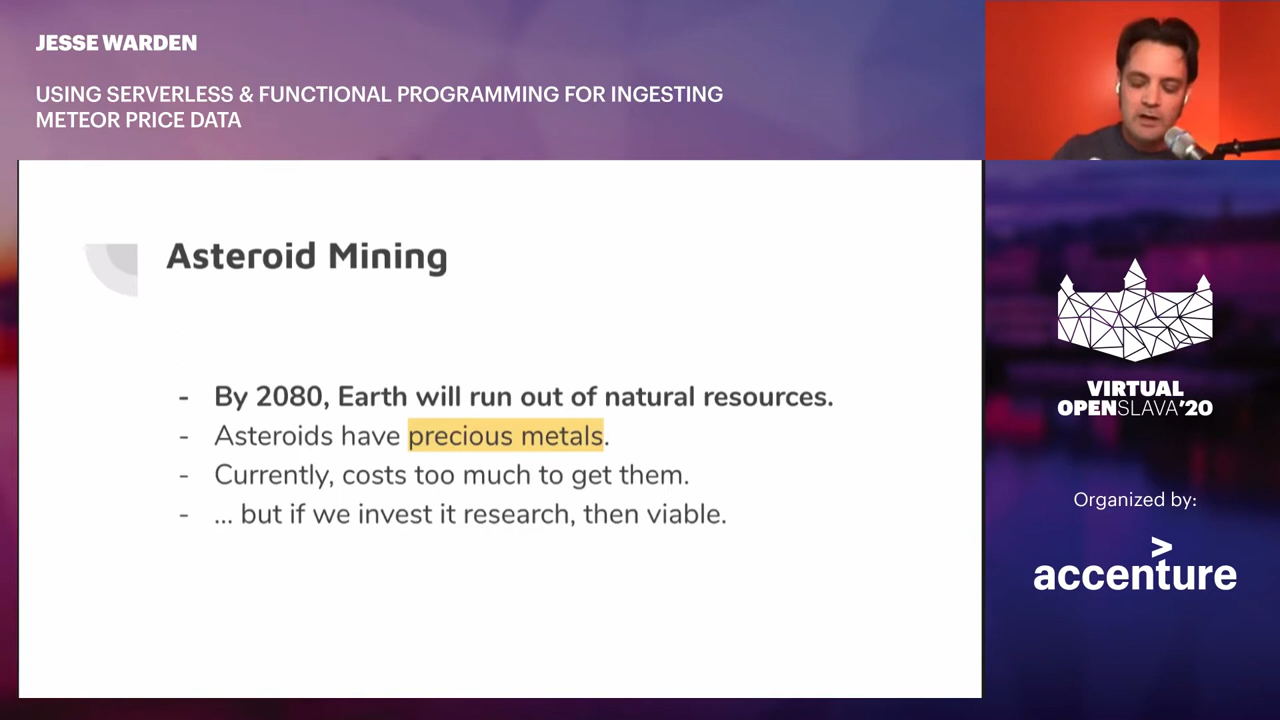 JESSE WARDEN
USING SERVERLESS & FUNCTIONAL PROGRAMMING FOR INGESTING
METEOR PRICE DATA
Asteroid Mining
- By 2080, Earth will run out of natural resources.
- Asteroids have precious metals.
- Currently, costs too much to get them.
- ... but if we invest it research, then viable.
VIRTUAL
OPENSLAVA'20
Organized by:
>
accenture